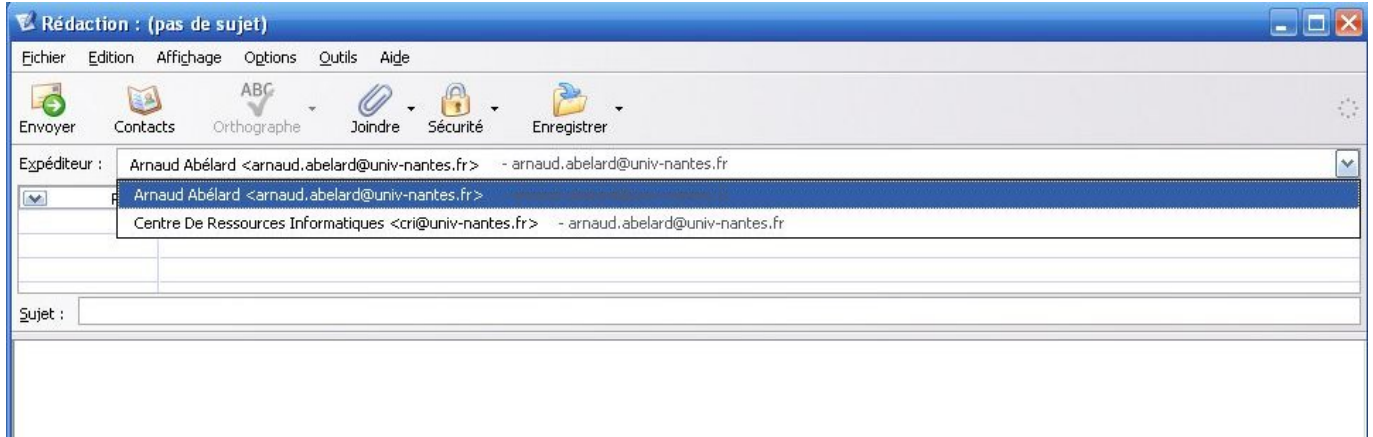 Rédaction : (pas de sujet)
Fichier Edition Affichage Options Outils Aide
ABC
Envoyer Contacts Orthographe Joindre Sécurité Enregistrer
Expéditeur : Arnaud Abélard <arnaud.abelard@univ-nantes.fr> - arnaud.abelard@univ-nantes.fr
Arnaud Abélard <arnaud.abelard@univ-nantes.fr>
Centre De Ressources Informatiques <cri@univ-nantes.fr> - arnaud.abelard@univ-nantes.fr
Sujet :